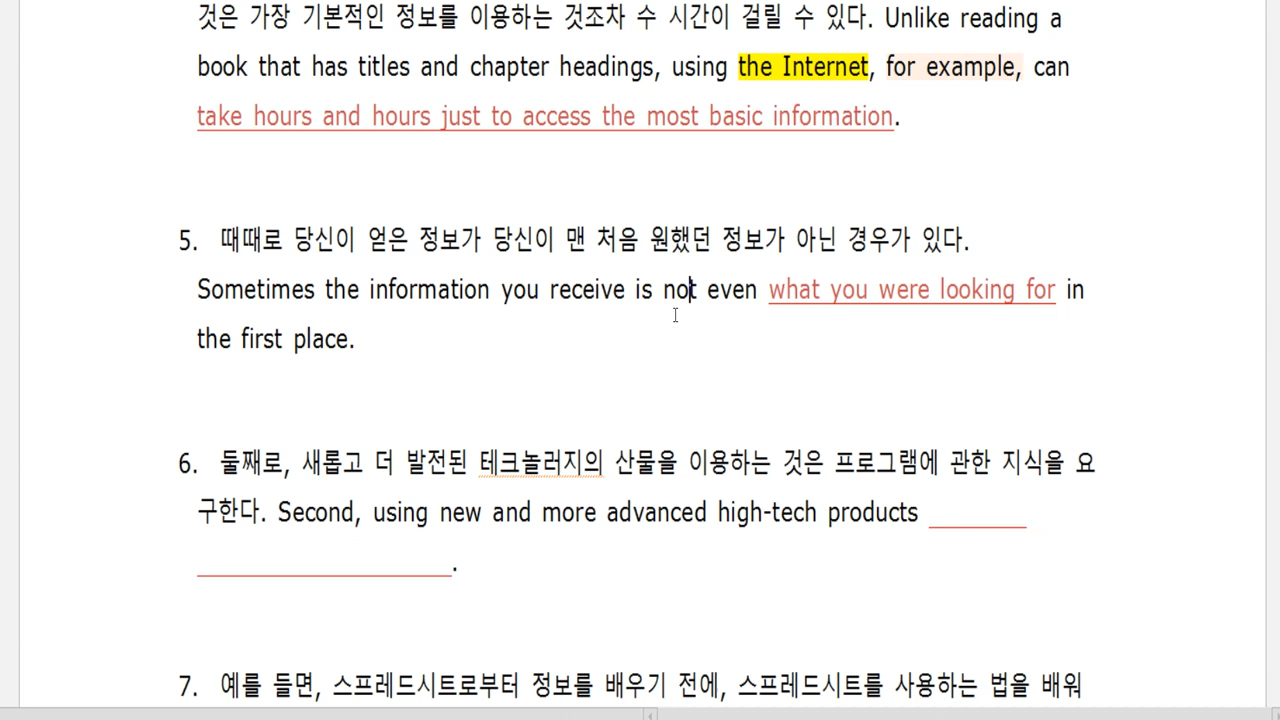 것은 가장 기본적인 정보를 이용하는 것조차 수 시간이 걸릴 수 있다. Unlike reading a
book that has titles and chapter headings, using the Internet, for example, can
take hours and hours just to access the most basic information.
5. 때때로 당신이 얻은 정보가 당신이 맨 처음 원했던 정보가 아닌 경우가 있다.
Sometimes the information you receive is not even what you were looking for in
the first place.
6. 둘째로, 새롭고 더 발전된 테크놀러지의 산물을 이용하는 것은 프로그램에 관한 지식을 요
구한다. Second, using new and more advanced high-tech products ________
____________________.
7. 예를 들면, 스프레드시트로부터 정보를 배우기 전에, 스프레드시트를 사용하는 법을 배워